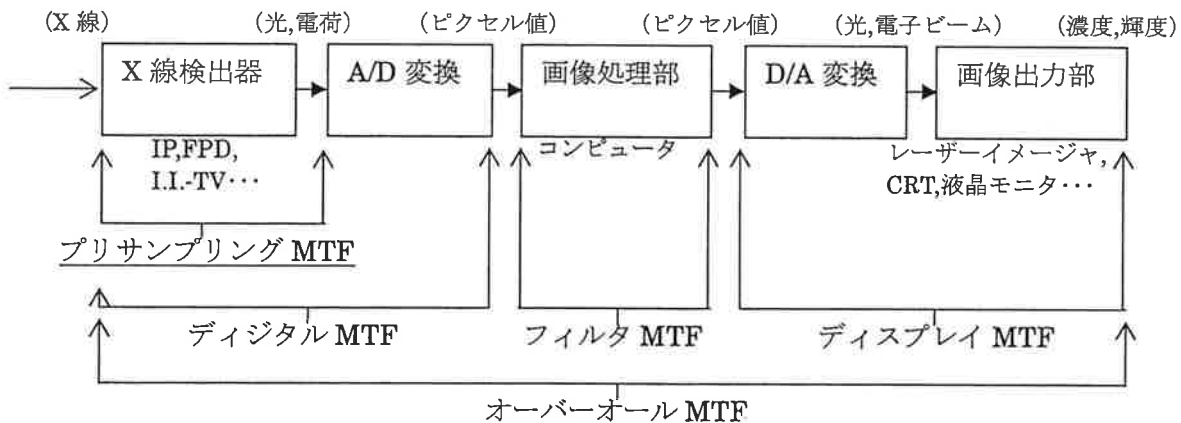 (X 線) (光,電荷) (ピクセル値) (ピクセル値) (光,電子ビーム) (濃度,輝度)
X 線検出器 A/D 変換 画像処理部 D/A 変換 画像出力部
IP,FPD, コンピュータ レーザーイメージャ,
I.I.-TV･･･ CRT,液晶モニタ･･･
プリサンプリング MTF
ディジタル MTF フィルタ MTF ディスプレイ MTF
オーバーオール MTF